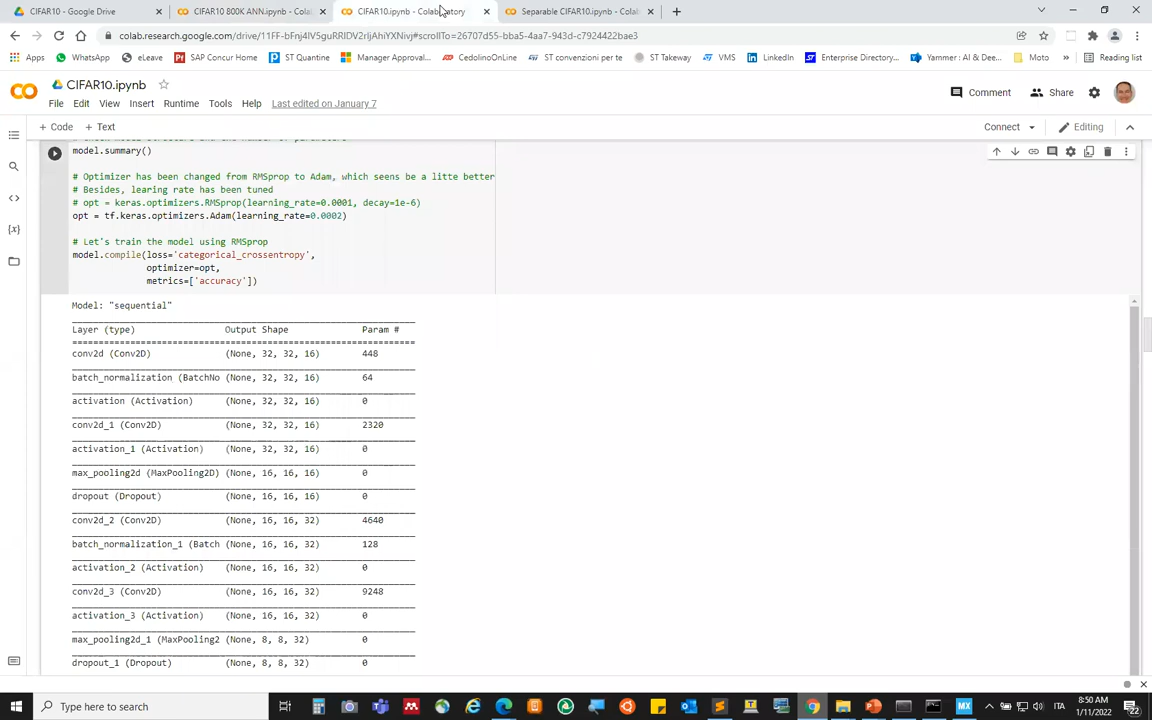 CIFAR10 - Google Drive
CIFAR10 800K ANN.ipynb - Colab
CIFAR10.ipynb - Colaboratory
Separable CIFAR10.ipynb - Colab
colab.research.google.com/drive/11FF-bFnj4lV5guRRIDV2rIjAhiYXNivj#scrollTo=26707d55-bba5-4aa7-943d-c7924422bae3
Apps WhatsApp eLeave SAP Concur Home ST Quantine Manager Approval... CedolinoOnLine ST convenzioni per te ST Takeway VMS LinkedIn Enterprise Directory... Yammer : AI & Dee... Moto » Reading list
CIFAR10.ipynb
File Edit View Insert Runtime Tools Help Last edited on January 7
Comment Share
+ Code + Text
Connect Editing
model.summary()
# Optimizer has been changed from RMSprop to Adam, which seens be a litte better
# Besides, learing rate has been tuned
# opt = keras.optimizers.RMSprop(learning_rate=0.0001, decay=1e-6)
opt = tf.keras.optimizers.Adam(learning_rate=0.0002)
# Let's train the model using RMSprop
model.compile(loss='categorical_crossentropy',
optimizer=opt,
metrics=['accuracy'])
Model: "sequential"
Layer (type) Output Shape Param #
conv2d (Conv2D) (None, 32, 32, 16) 448
batch_normalization (BatchNo (None, 32, 32, 16) 64
activation (Activation) (None, 32, 32, 16) 0
conv2d_1 (Conv2D) (None, 32, 32, 16) 2320
activation_1 (Activation) (None, 32, 32, 16) 0
max_pooling2d (MaxPooling2D) (None, 16, 16, 16) 0
dropout (Dropout) (None, 16, 16, 16) 0
conv2d_2 (Conv2D) (None, 16, 16, 32) 4640
batch_normalization_1 (Batch (None, 16, 16, 32) 128
activation_2 (Activation) (None, 16, 16, 32) 0
conv2d_3 (Conv2D) (None, 16, 16, 32) 9248
activation_3 (Activation) (None, 16, 16, 32) 0
max_pooling2d_1 (MaxPooling2 (None, 8, 8, 32) 0
dropout_1 (Dropout) (None, 8, 8, 32) 0
Type here to search
ITA
8:50 AM
1/11/2022
22